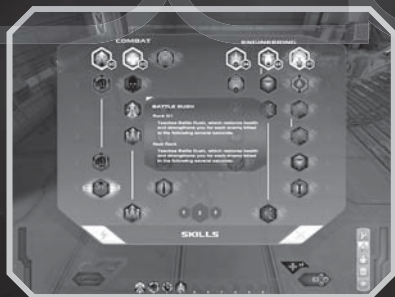 COMBAT
ENGINEERING
BATTLE RUSH
Rank 0/1
Teaches Battle Rush, which restores health
and strengthens you for each enemy killed
in the following several seconds.
Next Rank
Teaches Battle Rush, which restores health
and strengthens you for each enemy killed
in the following several seconds.
SKILLS